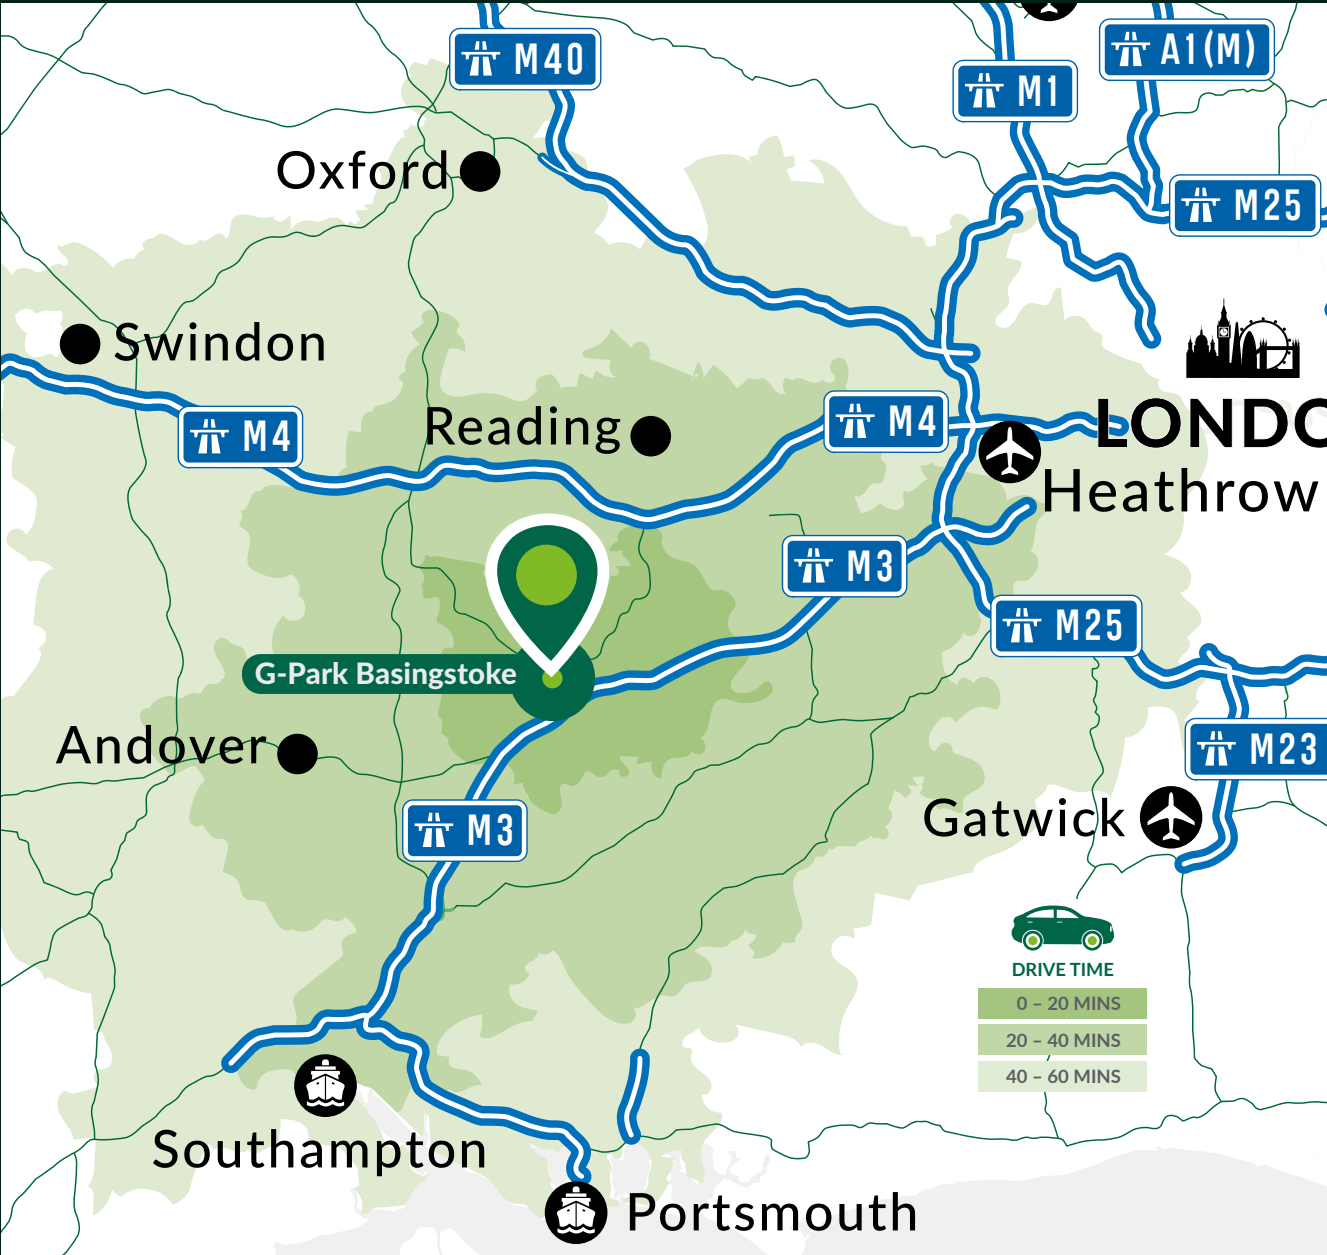 M40
A1(M)
M1
Oxford
M25
Swindon
Reading
M4
M4
LONDO
Heathrow
M3
M25
G-Park Basingstoke
Andover
M23
M3
Gatwick
DRIVE TIME
0 – 20 MINS
20 – 40 MINS
40 – 60 MINS
Southampton
Portsmouth